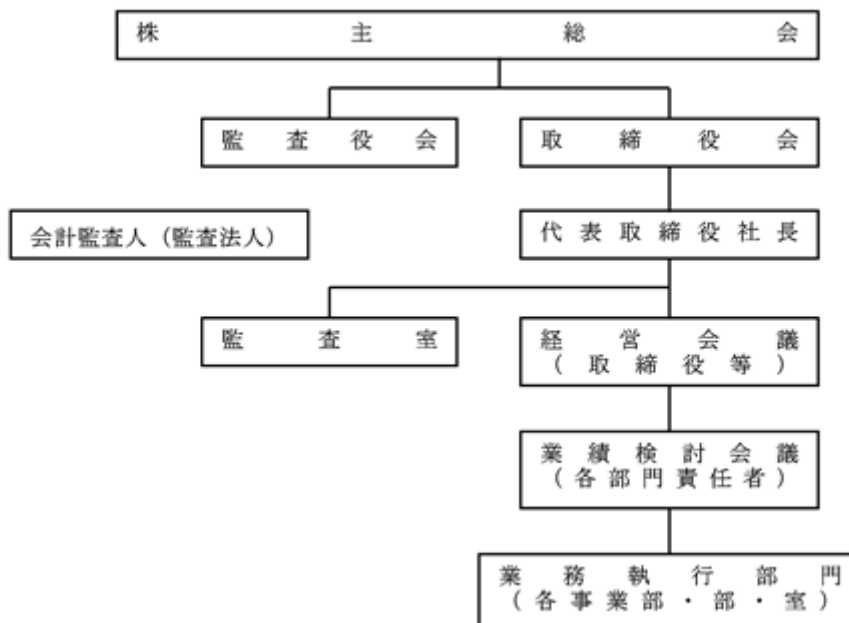 株主総会
監査役会
取締役会
会計監査人（監査法人）
代表取締役社長
監査室
経営会議
（取締役等）
業績検討会議
（各部門責任者）
業務執行部門
（各事業部・部・室）